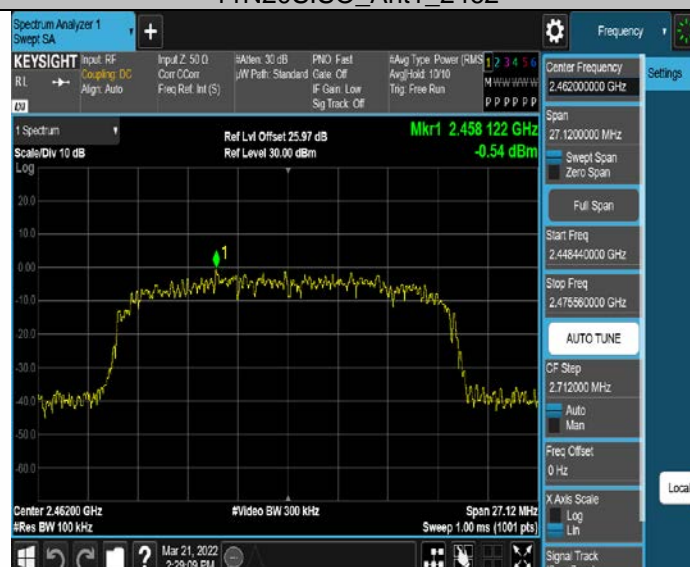 Spectrum Analyzer 1
Swept SA
+
Frequency
KEYSIGHT
RL
Input: RF
Coupling: DC
Align: Auto
Input Z: 50 Ω
Corr CCorr
Freq Ref: Int (S)
#Atten: 30 dB
µW Path: Standard
PNO: Fast
Gate: Off
IF Gain: Low
Sig Track: Off
#Avg Type: Power (RMS
Avg|Hold: 10/10
Trig: Free Run
1 2 3 4 5 6
M W W W W W
P P P P P P
1 Spectrum
Scale/Div 10 dB
Log
Ref Lvl Offset 25.97 dB
Ref Level 30.00 dBm
Mkr1 2.458 122 GHz
-0.54 dBm
20.0
10.0
0.00
-10.0
-20.0
-30.0
-40.0
-50.0
-60.0
1
Center 2.46200 GHz
#Res BW 100 kHz
#Video BW 300 kHz
Span 27.12 MHz
Sweep 1.00 ms (1001 pts)
Mar 21, 2022
2:29:09 PM
?
Center Frequency
2.462000000 GHz
Settings
Span
27.1200000 MHz
Swept Span
Zero Span
Full Span
Start Freq
2.448440000 GHz
Stop Freq
2.475560000 GHz
AUTO TUNE
CF Step
2.712000 MHz
Auto
Man
Freq Offset
0 Hz
X Axis Scale
Log
Lin
Local
Signal Track